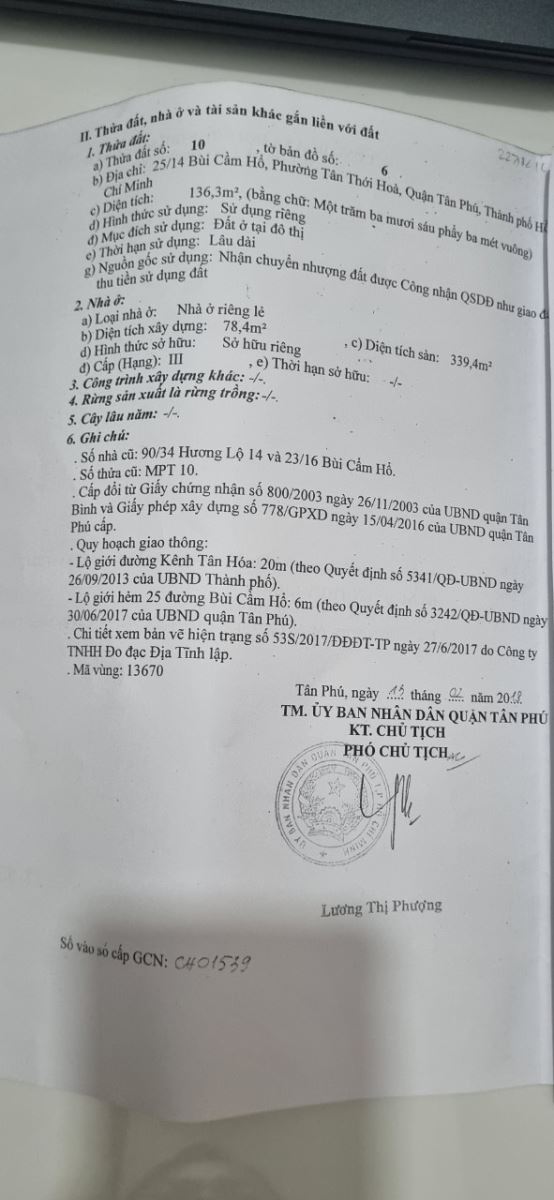 II. Thửa đất, nhà ở và tài sản khác gắn liền với đất
1. Thửa đất:
a) Thửa đất số: 10 , tờ bản đồ số: 6
b) Địa chỉ: 25/14 Bùi Cẩm Hổ, Phường Tân Thới Hoà, Quận Tân Phú, Thành phố Hồ
Chí Minh
c) Diện tích: 136,3m², (bằng chữ: Một trăm ba mươi sáu phẩy ba mét vuông)
d) Hình thức sử dụng: Sử dụng riêng
đ) Mục đích sử dụng: Đất ở tại đô thị
e) Thời hạn sử dụng: Lâu dài
g) Nguồn gốc sử dụng: Nhận chuyển nhượng đất được Công nhận QSDĐ như giao đất
thu tiền sử dụng đất
2. Nhà ở:
a) Loại nhà ở: Nhà ở riêng lẻ
b) Diện tích xây dựng: 78,4m² , c) Diện tích sàn: 339,4m²
d) Hình thức sở hữu: Sở hữu riêng
đ) Cấp (Hạng): III , e) Thời hạn sở hữu: -/-
3. Công trình xây dựng khác: -/-.
4. Rừng sản xuất là rừng trồng: -/-.
5. Cây lâu năm: -/-.
6. Ghi chú:
. Số nhà cũ: 90/34 Hương Lộ 14 và 23/16 Bùi Cẩm Hổ.
. Số thửa cũ: MPT 10.
. Cấp đổi từ Giấy chứng nhận số 800/2003 ngày 26/11/2003 của UBND quận Tân
Bình và Giấy phép xây dựng số 778/GPXD ngày 15/04/2016 của UBND quận Tân
Phú cấp.
. Quy hoạch giao thông:
- Lộ giới đường Kênh Tân Hóa: 20m (theo Quyết định số 5341/QĐ-UBND ngày
26/09/2013 của UBND Thành phố).
- Lộ giới hẻm 25 đường Bùi Cẩm Hổ: 6m (theo Quyết định số 3242/QĐ-UBND ngày
30/06/2017 của UBND quận Tân Phú).
. Chi tiết xem bản vẽ hiện trạng số 53S/2017/ĐĐĐT-TP ngày 27/6/2017 do Công ty
TNHH Đo đạc Địa Tĩnh lập.
. Mã vùng: 13670
Tân Phú, ngày 13 tháng 02 năm 2018
TM. ỦY BAN NHÂN DÂN QUẬN TÂN PHÚ
KT. CHỦ TỊCH
PHÓ CHỦ TỊCH
ỦY BAN NHÂN DÂN QUẬN TÂN PHÚ T.P HỒ CHÍ MINH
Lương Thị Phượng
Số vào sổ cấp GCN: CH01539